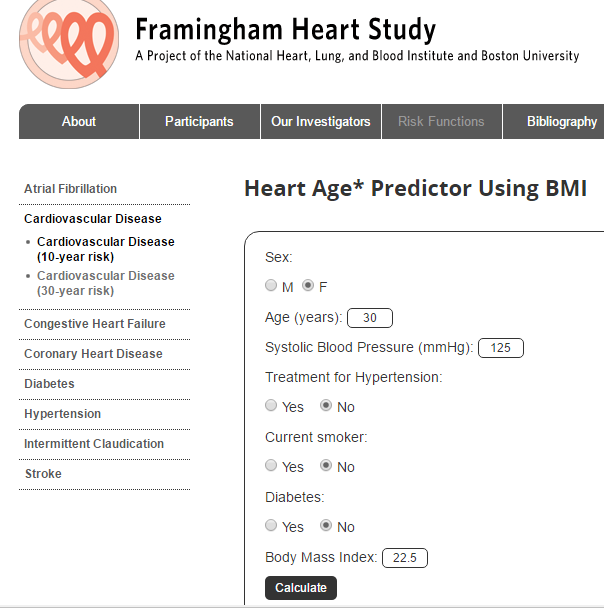 Framingham Heart Study
A Project of the National Heart, Lung, and Blood Institute and Boston University
About Participants Our Investigators Risk Functions Bibliography
Atrial Fibrillation
Cardiovascular Disease
• Cardiovascular Disease
(10-year risk)
• Cardiovascular Disease
(30-year risk)
Congestive Heart Failure
Coronary Heart Disease
Diabetes
Hypertension
Intermittent Claudication
Stroke
Heart Age* Predictor Using BMI
Sex:
M F
Age (years): 30
Systolic Blood Pressure (mmHg): 125
Treatment for Hypertension:
Yes No
Current smoker:
Yes No
Diabetes:
Yes No
Body Mass Index: 22.5
Calculate